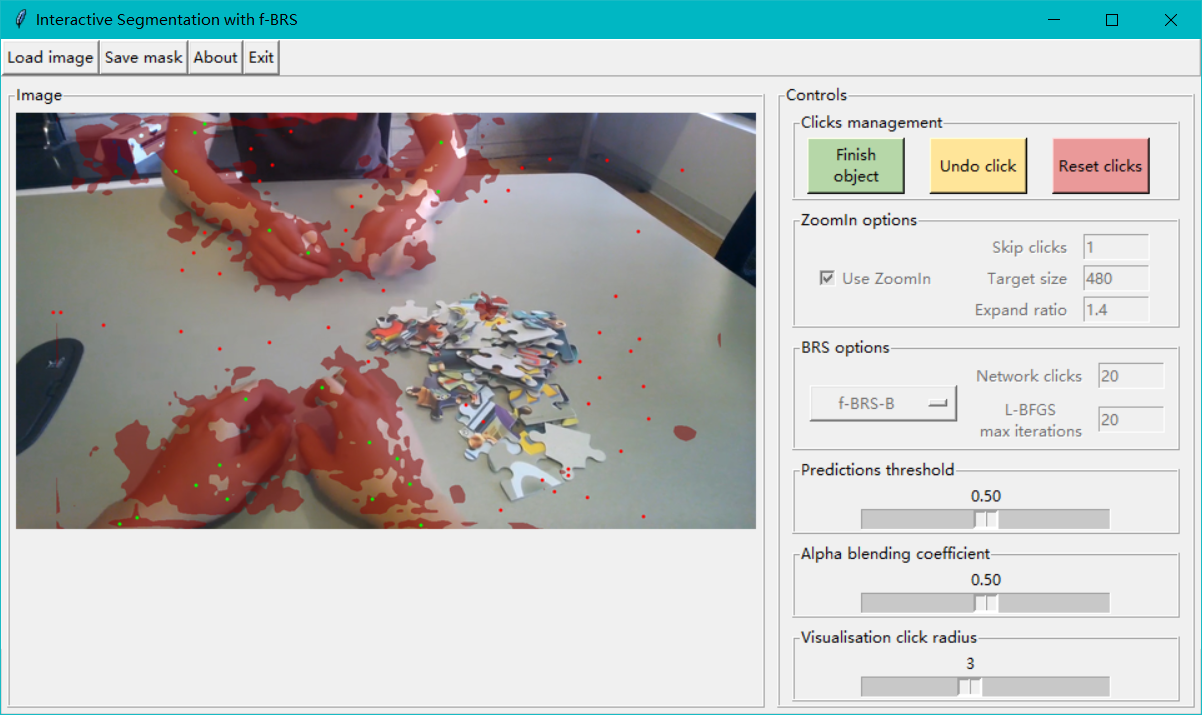 Interactive Segmentation with f-BRS
Load image Save mask About Exit
Image
Controls
Clicks management
Finish
object
Undo click
Reset clicks
ZoomIn options
Use ZoomIn
Skip clicks 1
Target size 480
Expand ratio 1.4
BRS options
f-BRS-B
Network clicks 20
L-BFGS
max iterations 20
Predictions threshold
0.50
Alpha blending coefficient
0.50
Visualisation click radius
3